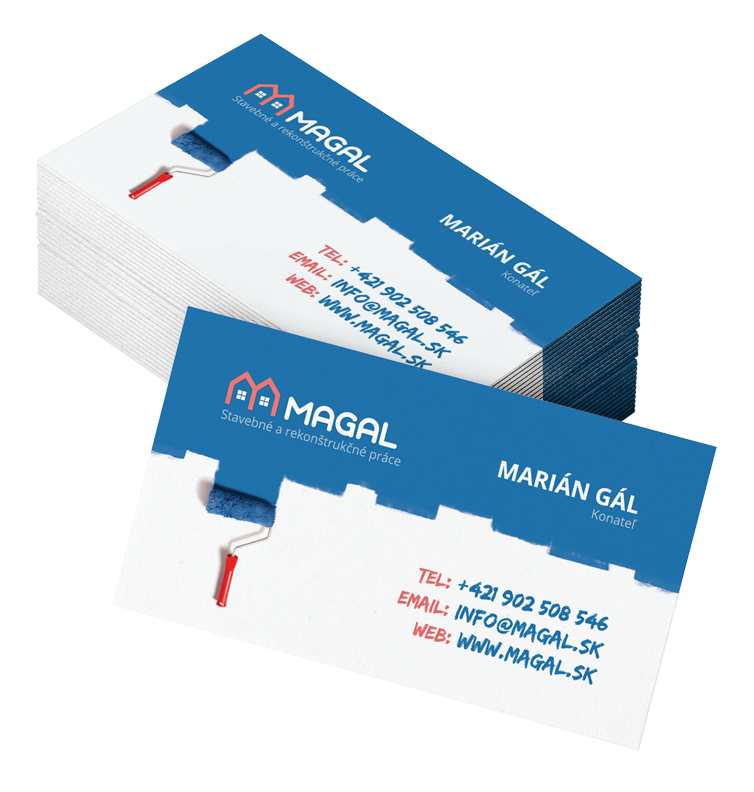 MAGAL
Stavebné a rekonštrukčné práce
MARIÁN GÁL
Konateľ
TEL: +421 902 508 546
EMAIL: INFO@MAGAL.SK
WEB: WWW.MAGAL.SK
MAGAL
Stavebné a rekonštrukčné práce
MARIÁN GÁL
Konateľ
TEL: +421 902 508 546
EMAIL: INFO@MAGAL.SK
WEB: WWW.MAGAL.SK